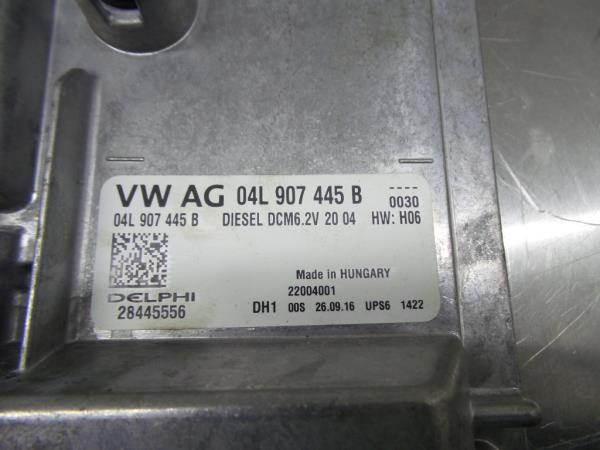 VW AG 04L 907 445 B ----
0030
04L 907 445 B DIESEL DCM6.2V 20 04 HW: H06
Made in HUNGARY
22004001
DELPHI
28445556 DH1 00S 26.09.16 UPS6 1422